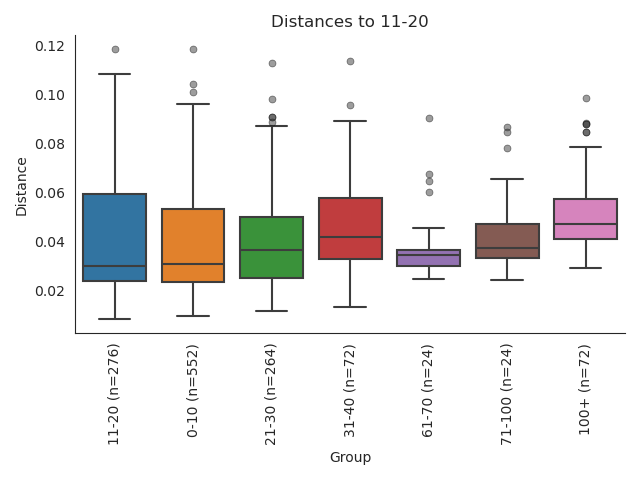 Distances to 11-20
0.12
0.10
0.08
0.06
0.04
0.02
Distance
11-20 (n=276)
0-10 (n=552)
21-30 (n=264)
31-40 (n=72)
61-70 (n=24)
71-100 (n=24)
100+ (n=72)
Group